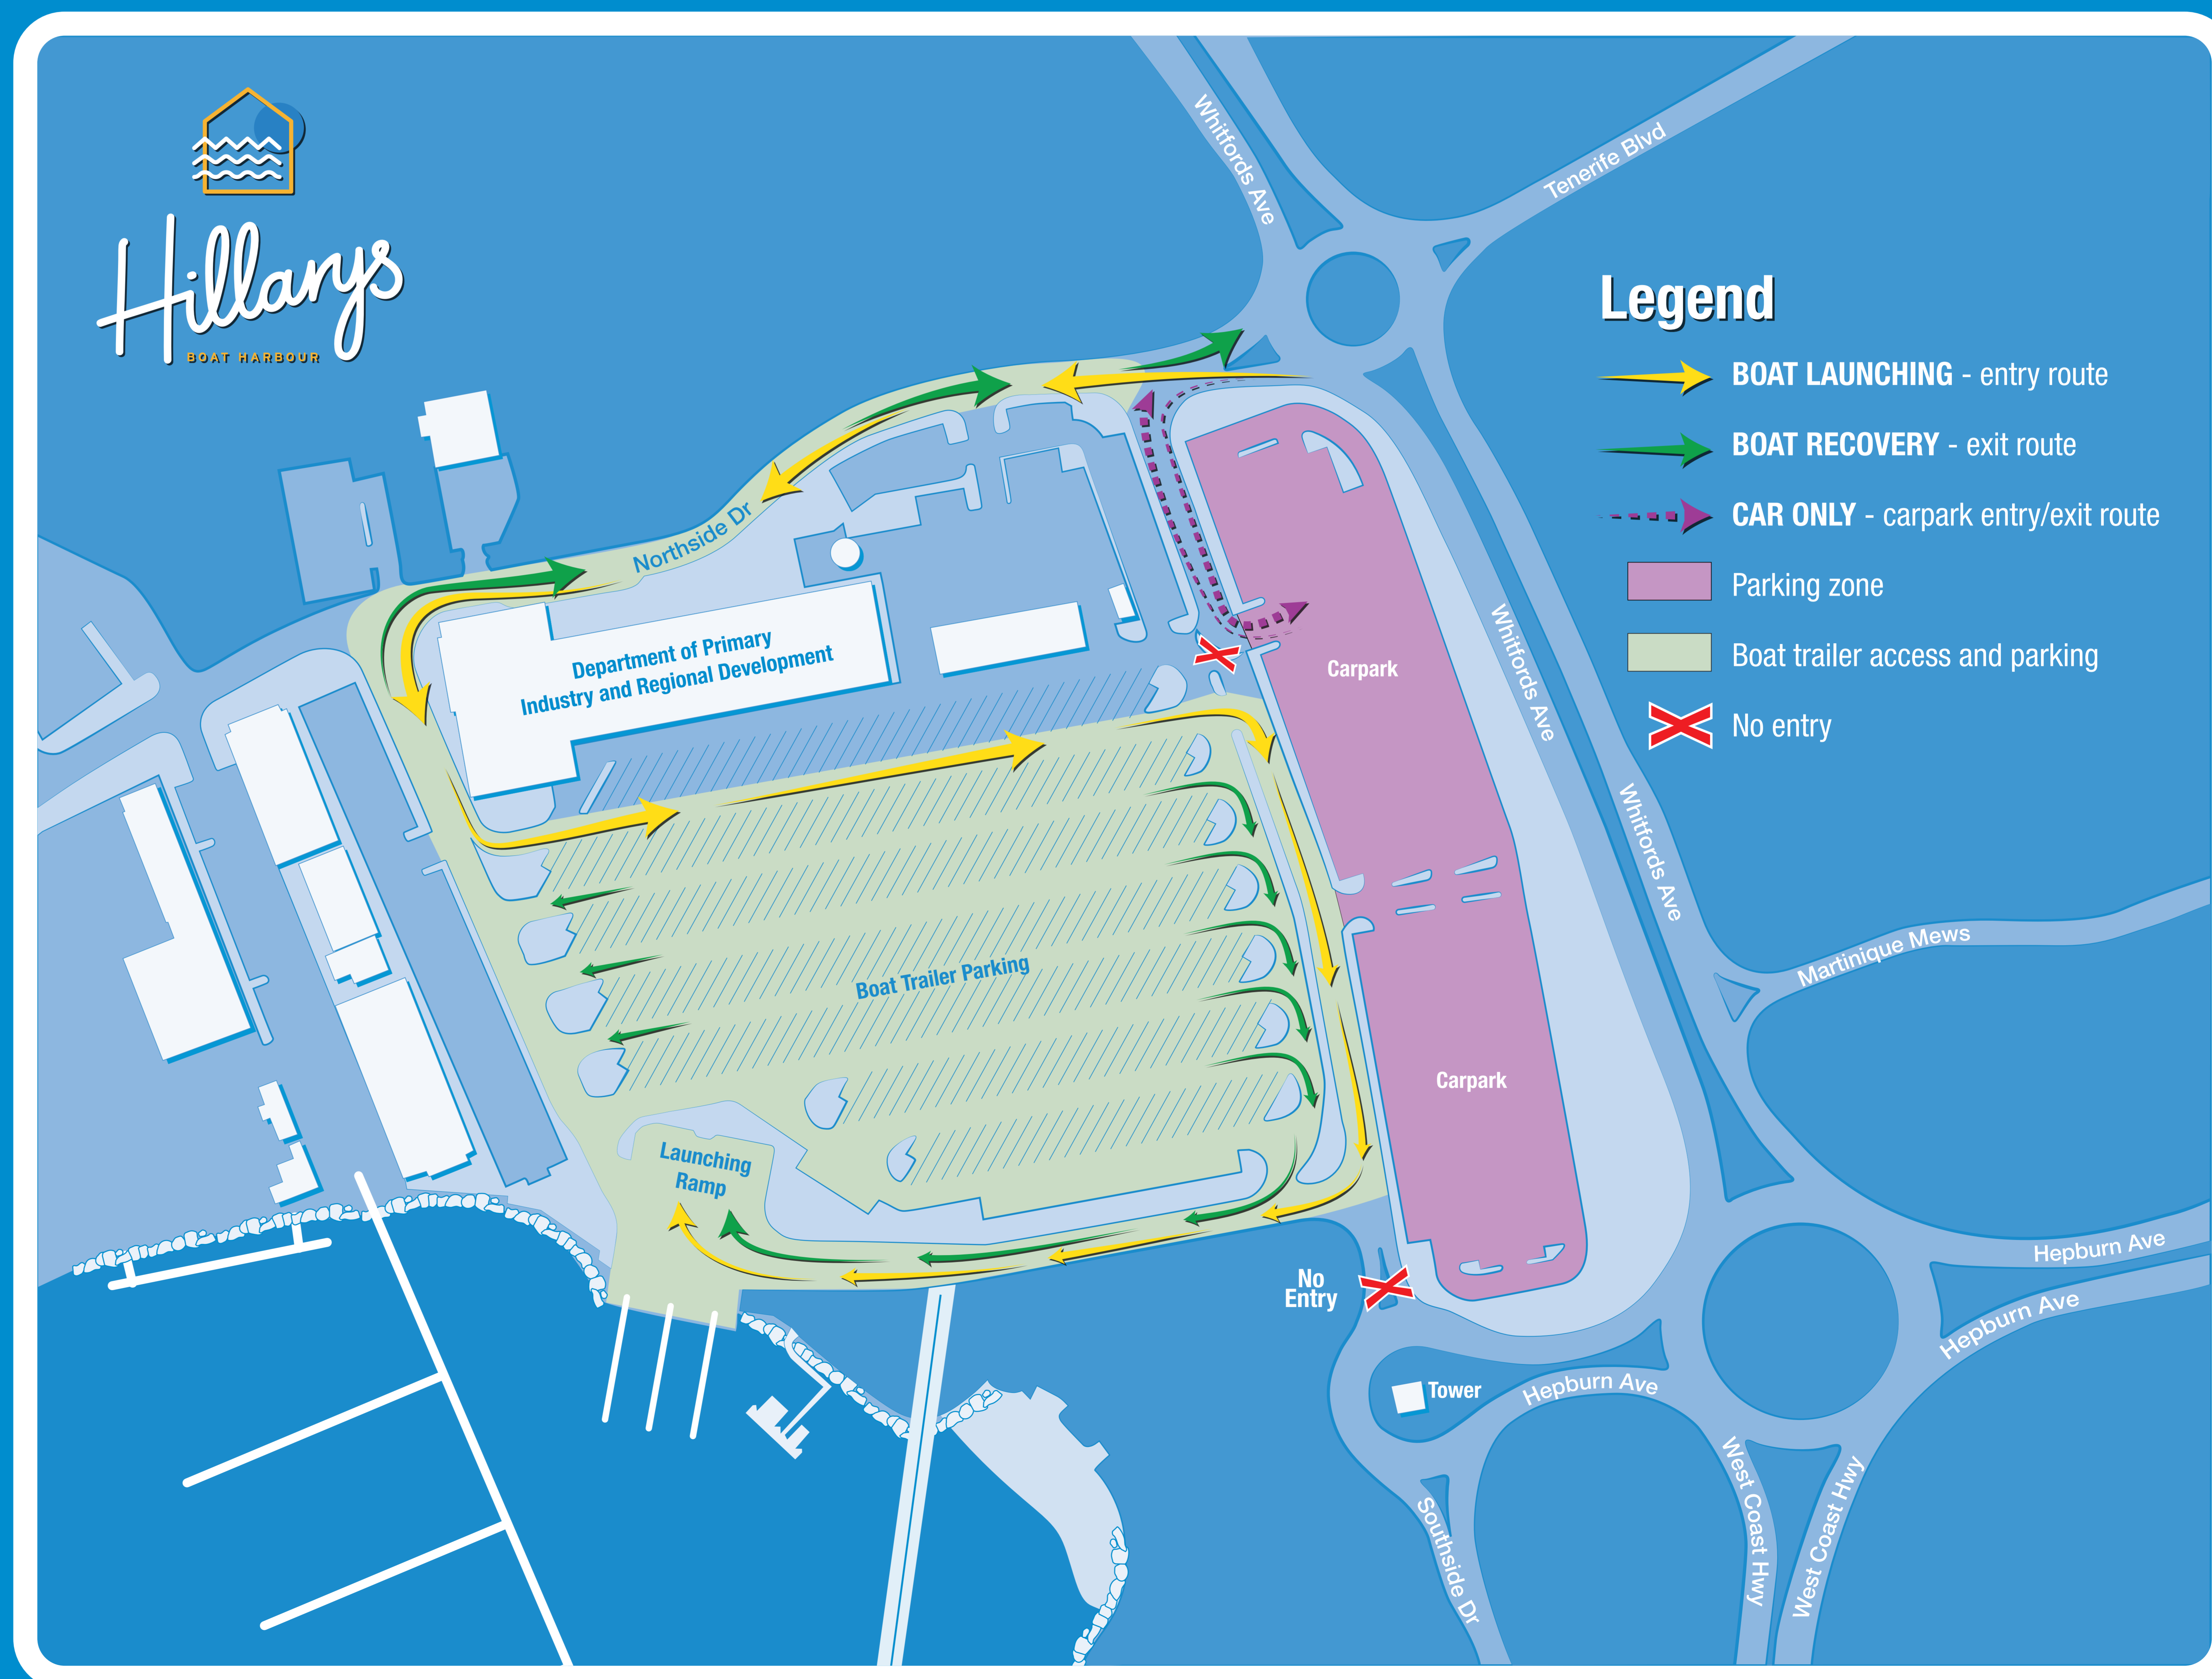 Hillarys
BOAT HARBOUR
Whitfords Ave
Tenerife Blvd
Legend
BOAT LAUNCHING - entry route
BOAT RECOVERY - exit route
CAR ONLY - carpark entry/exit route
Parking zone
Boat trailer access and parking
No entry
Northside Dr
Department of Primary
Industry and Regional Development
Carpark
Whitfords Ave
Whitfords Ave
Martinique Mews
Boat Trailer Parking
Carpark
Launching
Ramp
No
Entry
Hepburn Ave
Hepburn Ave
Tower
Hepburn Ave
West Coast Hwy
West Coast Hwy
Southside Dr